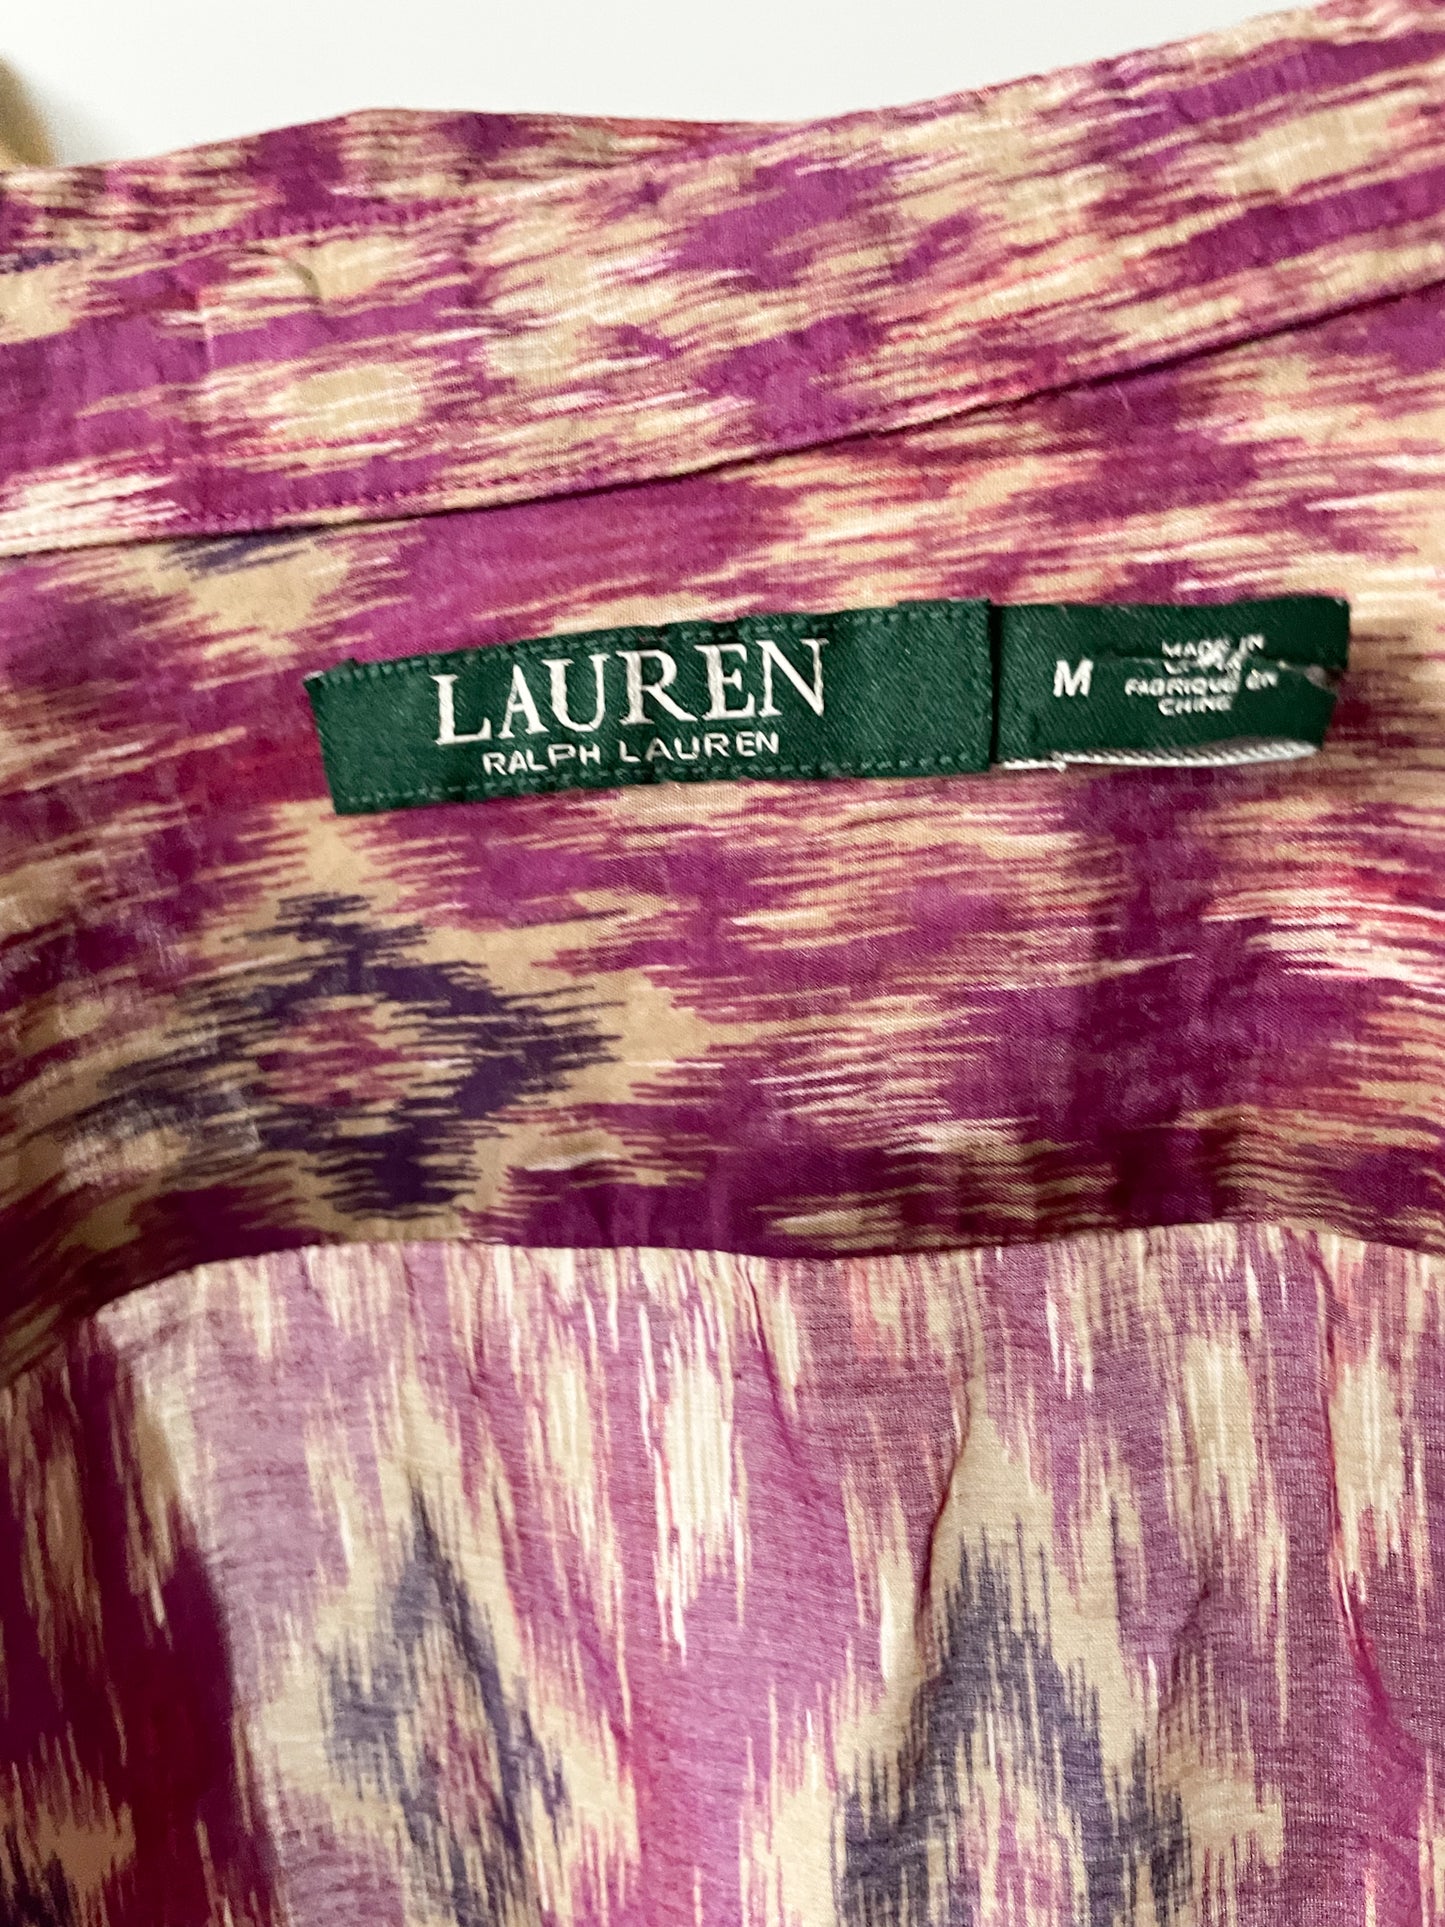 LAUREN
RALPH LAUREN
M
MADE IN
FABRIQUÉ EN
CHINE